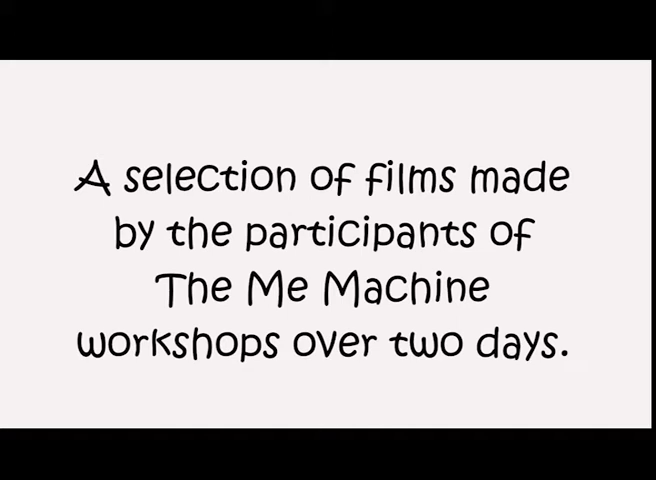 A selection of films made
by the participants of
The Me Machine
workshops over two days.